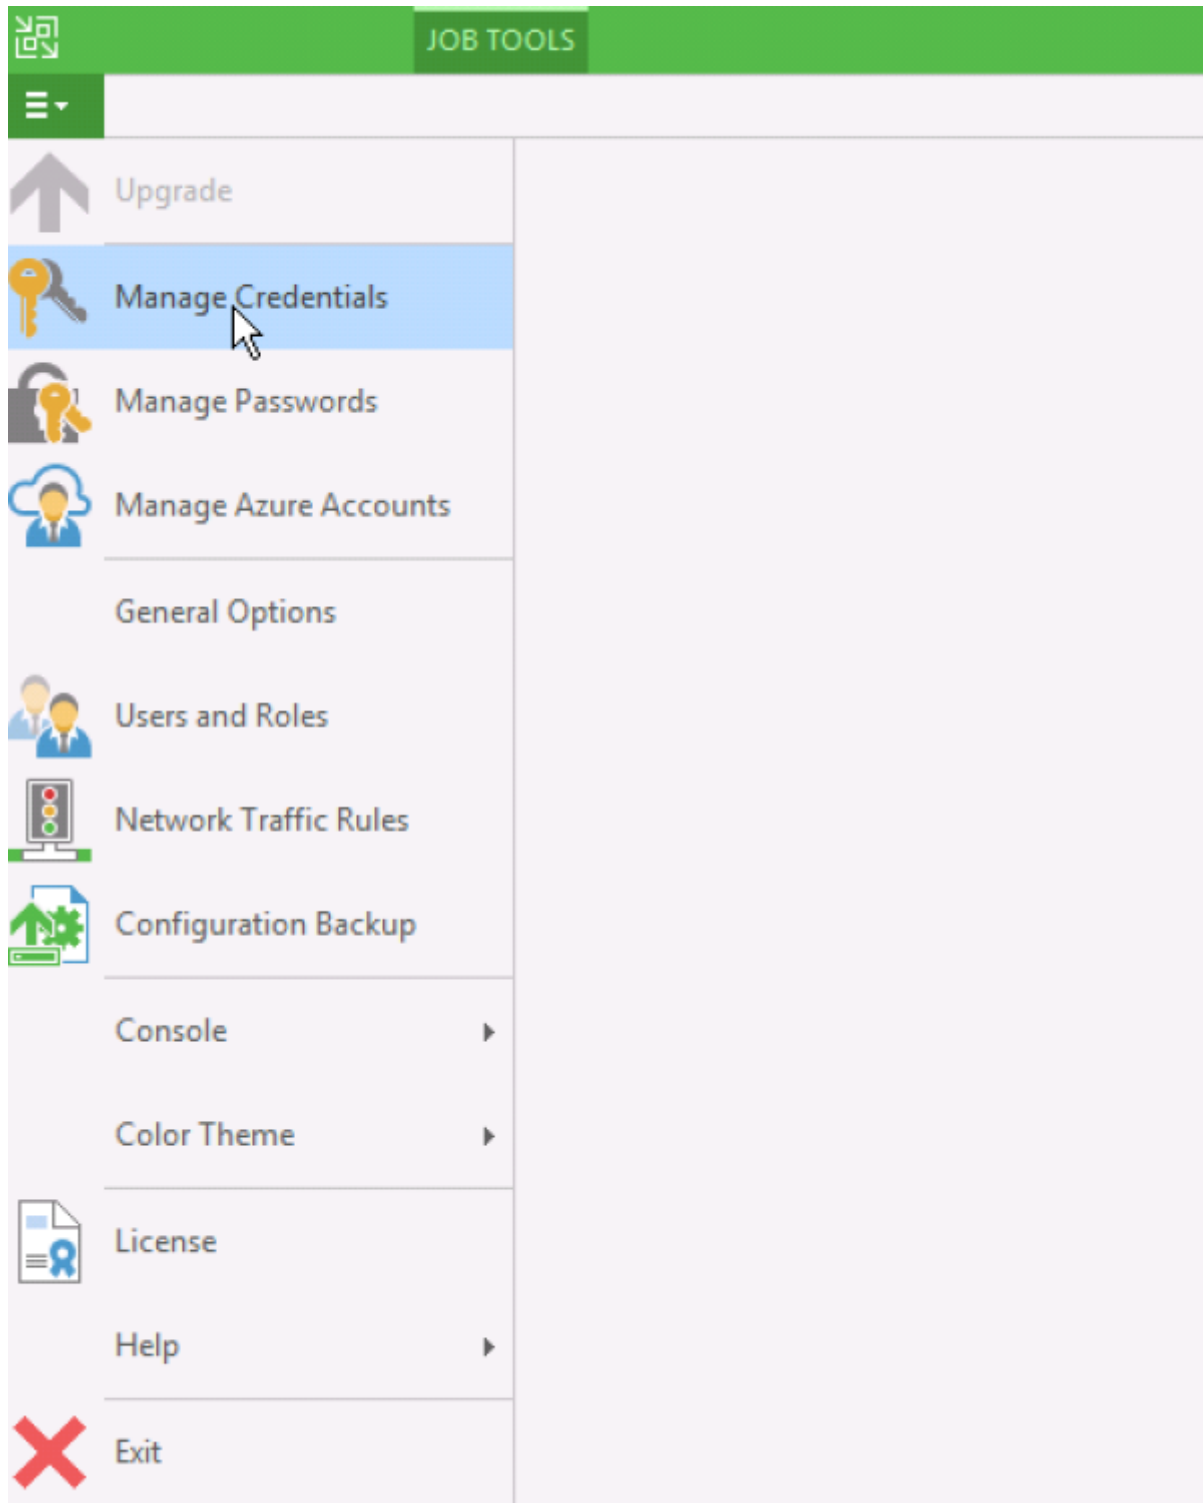 JOB TOOLS
Upgrade
Manage Credentials
Manage Passwords
Manage Azure Accounts
General Options
Users and Roles
Network Traffic Rules
Configuration Backup
Console
Color Theme
License
Help
Exit